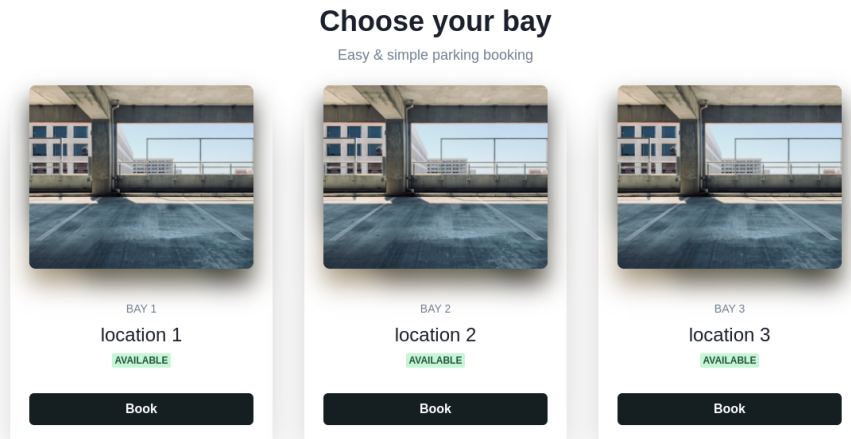 Choose your bay
Easy & simple parking booking
BAY 1
location 1
AVAILABLE
Book
BAY 2
location 2
AVAILABLE
Book
BAY 3
location 3
AVAILABLE
Book